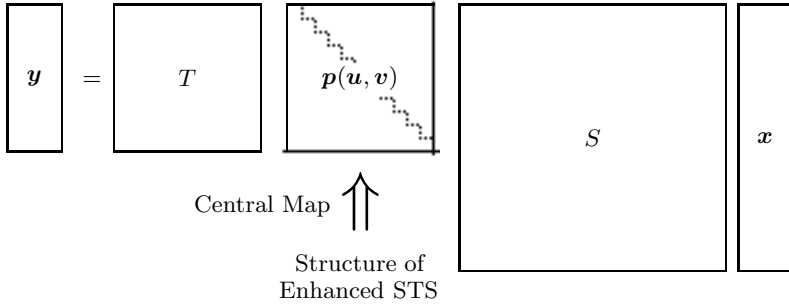 y = T p(u, v) S x
Central Map
Structure of
Enhanced STS